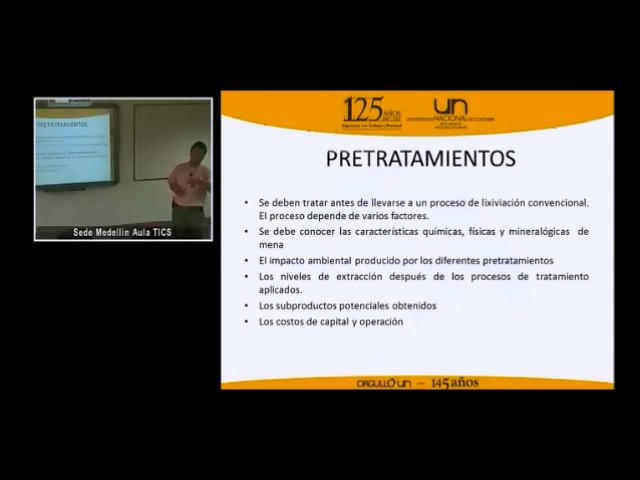 PRETRATAMIENTOS
Sede Medellín Aula TICS
125 AÑOS
UN
UNIVERSIDAD NACIONAL DE COLOMBIA
PRETRATAMIENTOS
• Se deben tratar antes de llevarse a un proceso de lixiviación convencional.
El proceso depende de varios factores.
• Se debe conocer las características químicas, físicas y mineralógicas de
mena
• El impacto ambiental producido por los diferentes pretratamientos
• Los niveles de extracción después de los procesos de tratamiento
aplicados.
• Los subproductos potenciales obtenidos
• Los costos de capital y operación
ORGULLO UN — 145 años